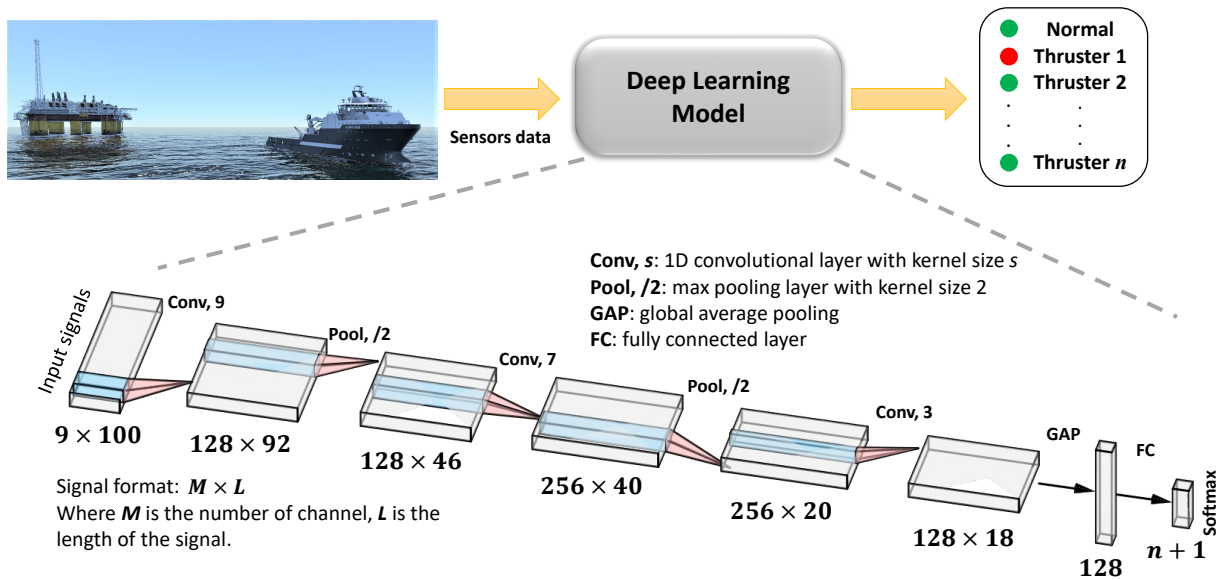 Normal
Thruster 1
Thruster 2
. .
. .
. .
Thruster n
Deep Learning
Model
Sensors data
Conv, s: 1D convolutional layer with kernel size s
Pool, /2: max pooling layer with kernel size 2
GAP: global average pooling
FC: fully connected layer
Input signals
Conv, 9
Pool, /2
Conv, 7
Pool, /2
Conv, 3
GAP
FC
Softmax
9 × 100
128 × 92
128 × 46
256 × 40
256 × 20
128 × 18
128
n + 1
Signal format: M × L
Where M is the number of channel, L is the
length of the signal.